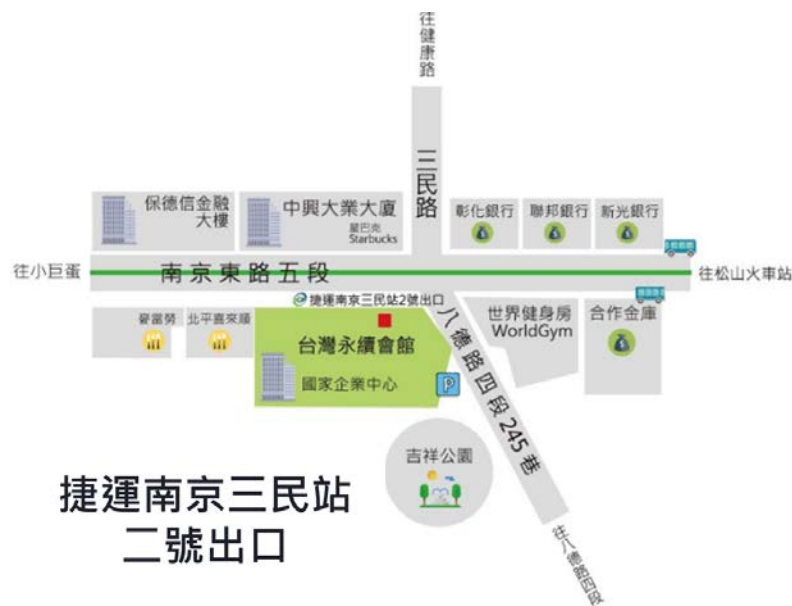 往健康路
三民路
保德信金融
大樓
中興大業大廈
星巴克
Starbucks
彰化銀行
聯邦銀行
新光銀行
往小巨蛋
南京東路五段
往松山火車站
捷運南京三民站2號出口
麥當勞
北平喜來順
台灣永續會館
國家企業中心
P
八德路四段245巷
世界健身房
WorldGym
合作金庫
吉祥公園
往八德路四段
捷運南京三民站
二號出口